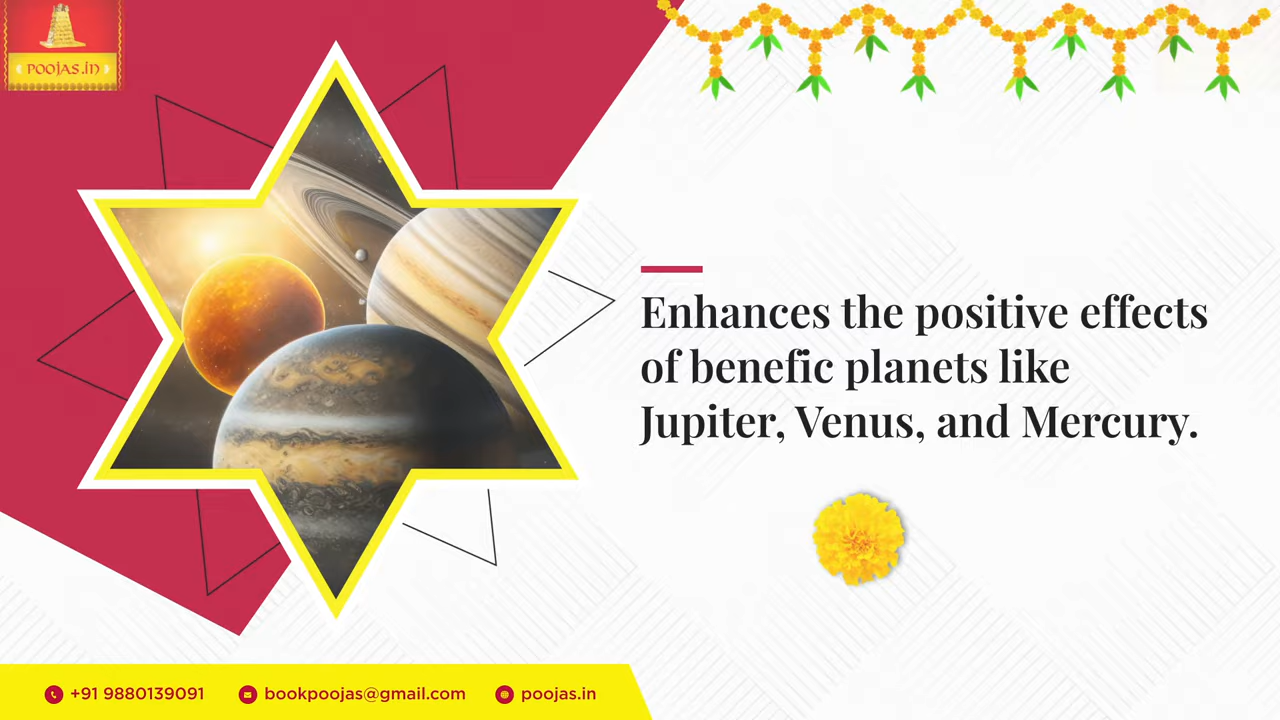 POOJAS.in
Enhances the positive effects
of benefic planets like
Jupiter, Venus, and Mercury.
+91 9880139091
bookpoojas@gmail.com
poojas.in